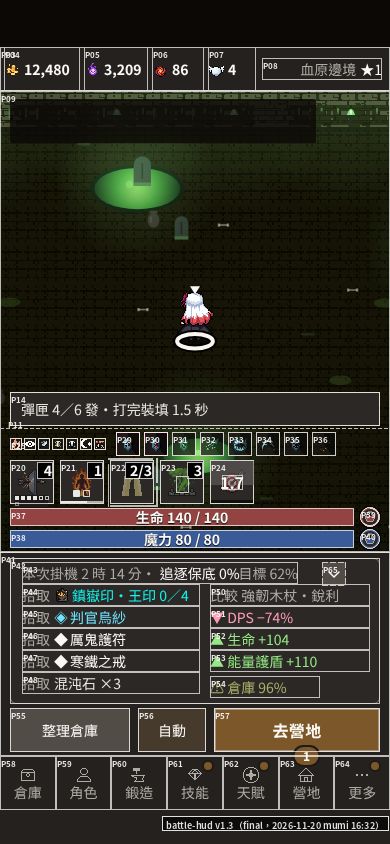 P04 12,480 P05 3,209 P06 86 P07 4 P08 血原邊境 ★1
P09
P14
彈匣 4／6 發・打完裝填 1.5 秒
P11
P29 P30 P31 P32 P33 P34 P35 P36
P20 4 P21 1 P22 2/3 P23 3 P24 17
P37 生命 140 / 140 P39
P38 魔力 80 / 80 P40
P41
P43 本次掛機 2 時 14 分・ 追逐保底 0% 目標 62% P65
P44 拾取 鎮獄印・王印 0／4
P45 拾取 ◈ 判官烏紗
P46 拾取 ◆ 厲鬼護符
P47 拾取 ◆ 寒鐵之戒
P48 拾取 混沌石 ×3
P50 比較 強韌木杖・銳利
P51 ▼ DPS −74%
P52 ▲ 生命 +104
P53 ▲ 能量護盾 +110
P54 ⚠ 倉庫 96%
P55 整理倉庫 P56 自動 P57 去營地
1
P58 倉庫 P59 角色 P60 鍛造 P61 技能 P62 天賦 P63 營地 P64 更多
battle-hud v1.3 (final, 2026-11-20 mumi 16:32)